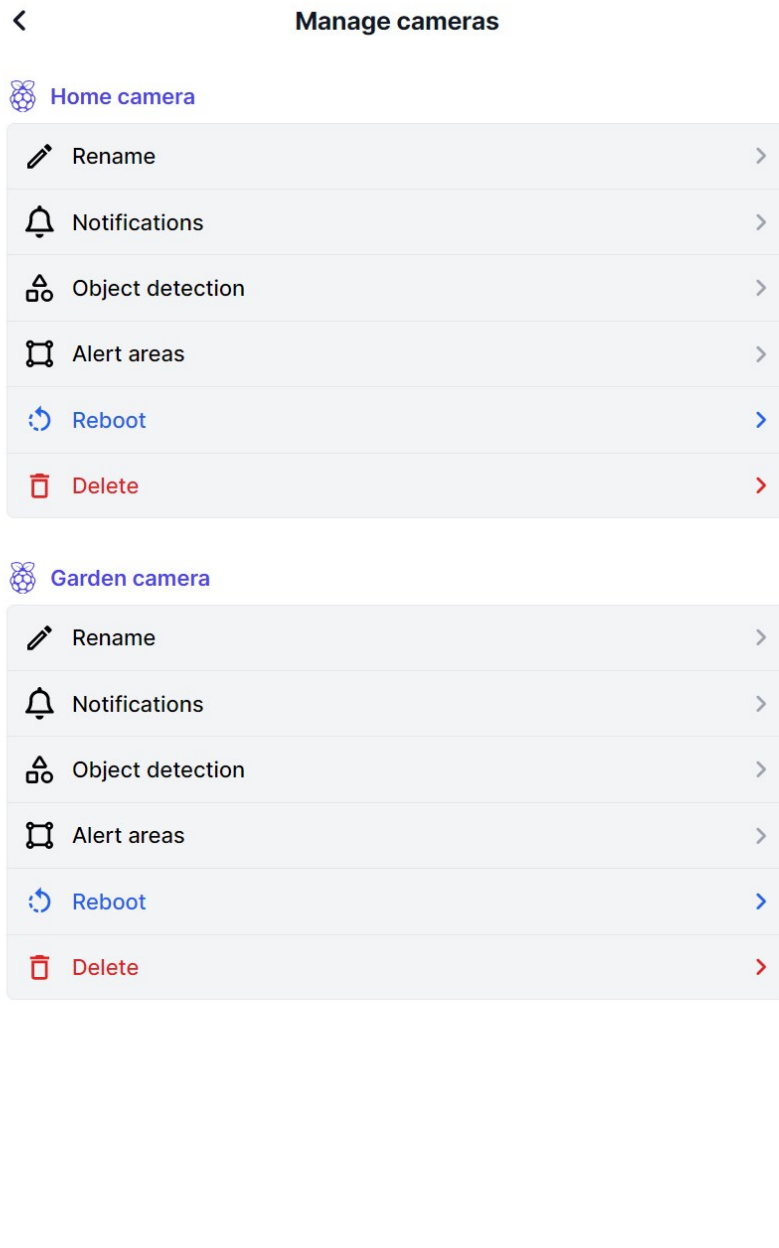 Manage cameras
Home camera
Rename
Notifications
Object detection
Alert areas
Reboot
Delete
Garden camera
Rename
Notifications
Object detection
Alert areas
Reboot
Delete